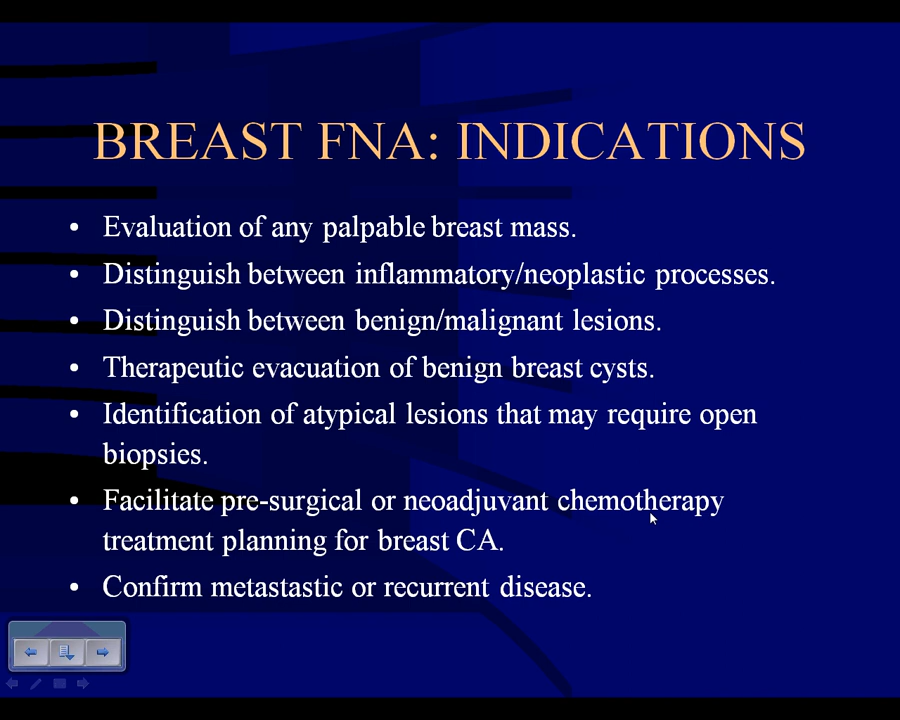 BREAST FNA: INDICATIONS
• Evaluation of any palpable breast mass.
• Distinguish between inflammatory/neoplastic processes.
• Distinguish between benign/malignant lesions.
• Therapeutic evacuation of benign breast cysts.
• Identification of atypical lesions that may require open
biopsies.
• Facilitate pre-surgical or neoadjuvant chemotherapy
treatment planning for breast CA.
• Confirm metastastic or recurrent disease.